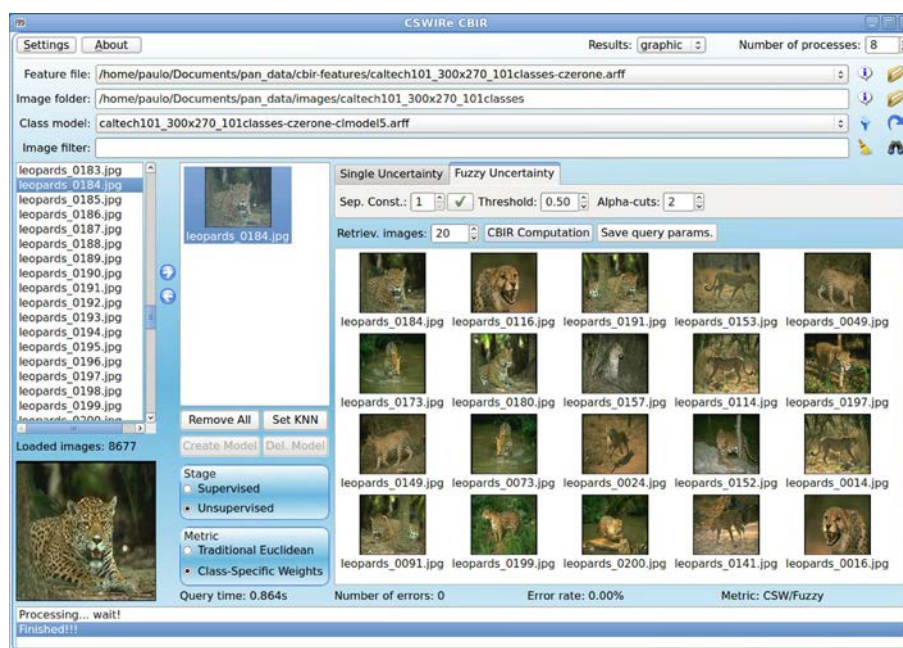 CSWIRe CBIR
Settings About Results: graphic Number of processes: 8
Feature file: /home/paulo/Documents/pan_data/cbir-features/caltech101_300x270_101classes-czerone.arff
Image folder: /home/paulo/Documents/pan_data/images/caltech101_300x270_101classes
Class model: caltech101_300x270_101classes-czerone-clmodel5.arff
Image filter:
leopards_0183.jpg
leopards_0184.jpg
leopards_0185.jpg
leopards_0186.jpg
leopards_0187.jpg
leopards_0188.jpg
leopards_0189.jpg
leopards_0190.jpg
leopards_0191.jpg
leopards_0192.jpg
leopards_0193.jpg
leopards_0194.jpg
leopards_0195.jpg
leopards_0196.jpg
leopards_0197.jpg
leopards_0198.jpg
leopards_0199.jpg
leopards_0200.jpg
Loaded images: 8677
leopards_0184.jpg
Remove All Set KNN
Create Model Del. Model
Stage
Supervised
Unsupervised
Metric
Traditional Euclidean
Class-Specific Weights
Query time: 0.864s
Single Uncertainty Fuzzy Uncertainty
Sep. Const.: 1 Threshold: 0.50 Alpha-cuts: 2
Retriev. images: 20 CBIR Computation Save query params.
leopards_0184.jpg leopards_0116.jpg leopards_0191.jpg leopards_0153.jpg leopards_0049.jpg
leopards_0173.jpg leopards_0180.jpg leopards_0157.jpg leopards_0114.jpg leopards_0197.jpg
leopards_0149.jpg leopards_0073.jpg leopards_0024.jpg leopards_0152.jpg leopards_0014.jpg
leopards_0091.jpg leopards_0199.jpg leopards_0200.jpg leopards_0141.jpg leopards_0016.jpg
Number of errors: 0 Error rate: 0.00% Metric: CSW/Fuzzy
Processing... wait!
Finished!!!